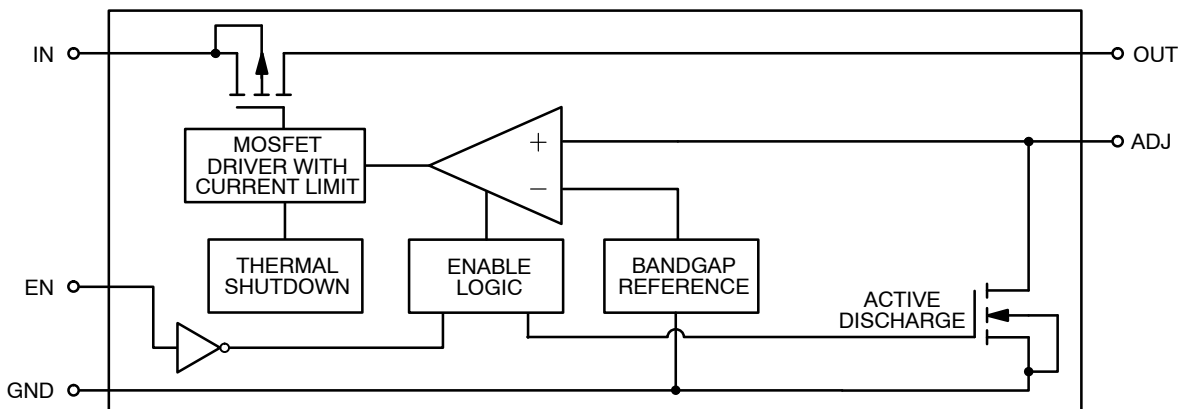 IN
OUT
MOSFET
DRIVER WITH
CURRENT LIMIT
+
−
ADJ
THERMAL
SHUTDOWN
ENABLE
LOGIC
BANDGAP
REFERENCE
EN
ACTIVE
DISCHARGE
GND